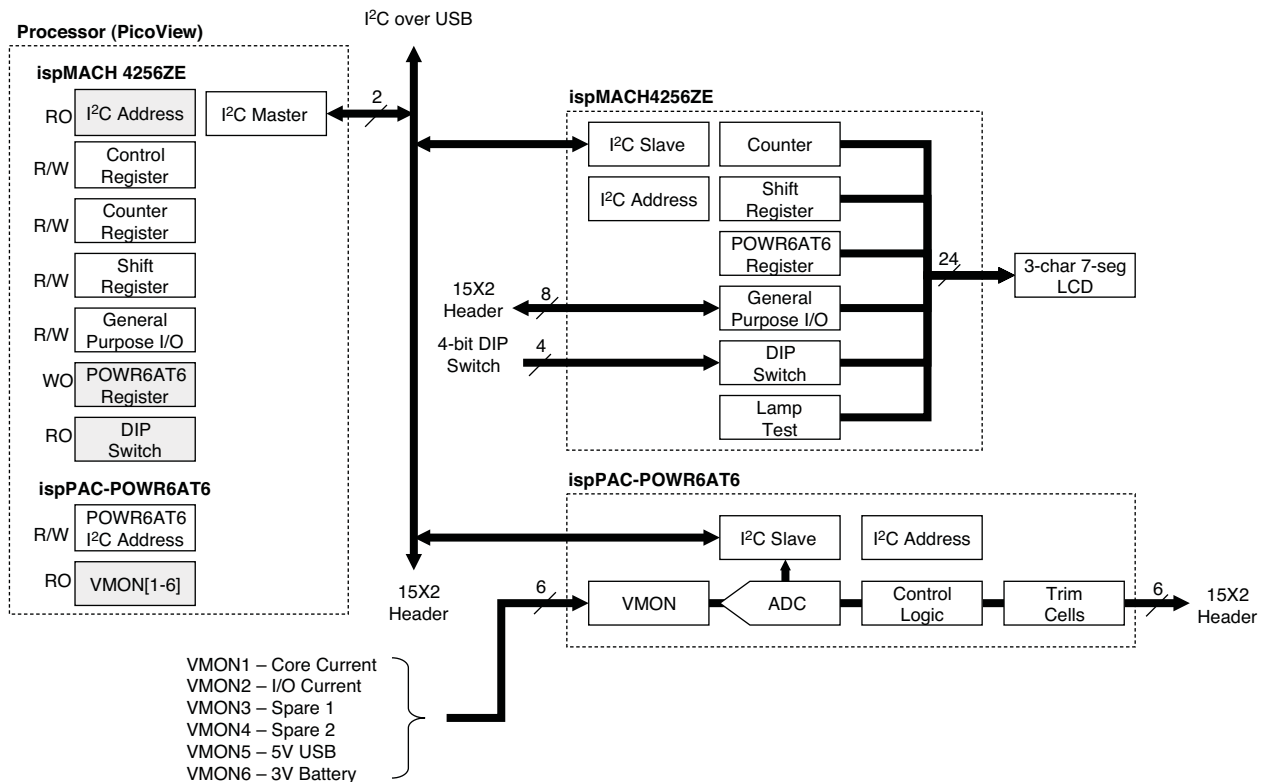 I²C over USB
Processor (PicoView)
ispMACH 4256ZE
RO
I²C Address
I²C Master
2
R/W
Control
Register
R/W
Counter
Register
R/W
Shift
Register
R/W
General
Purpose I/O
WO
POWR6AT6
Register
RO
DIP
Switch
ispPAC-POWR6AT6
R/W
POWR6AT6
I²C Address
RO
VMON[1-6]
15X2
Header
ispMACH4256ZE
I²C Slave
Counter
I²C Address
Shift
Register
POWR6AT6
Register
15X2
Header
8
General
Purpose I/O
4-bit DIP
Switch
4
DIP
Switch
Lamp
Test
24
3-char 7-seg
LCD
ispPAC-POWR6AT6
I²C Slave
I²C Address
6
VMON
ADC
Control
Logic
Trim
Cells
6
15X2
Header
VMON1 – Core Current
VMON2 – I/O Current
VMON3 – Spare 1
VMON4 – Spare 2
VMON5 – 5V USB
VMON6 – 3V Battery